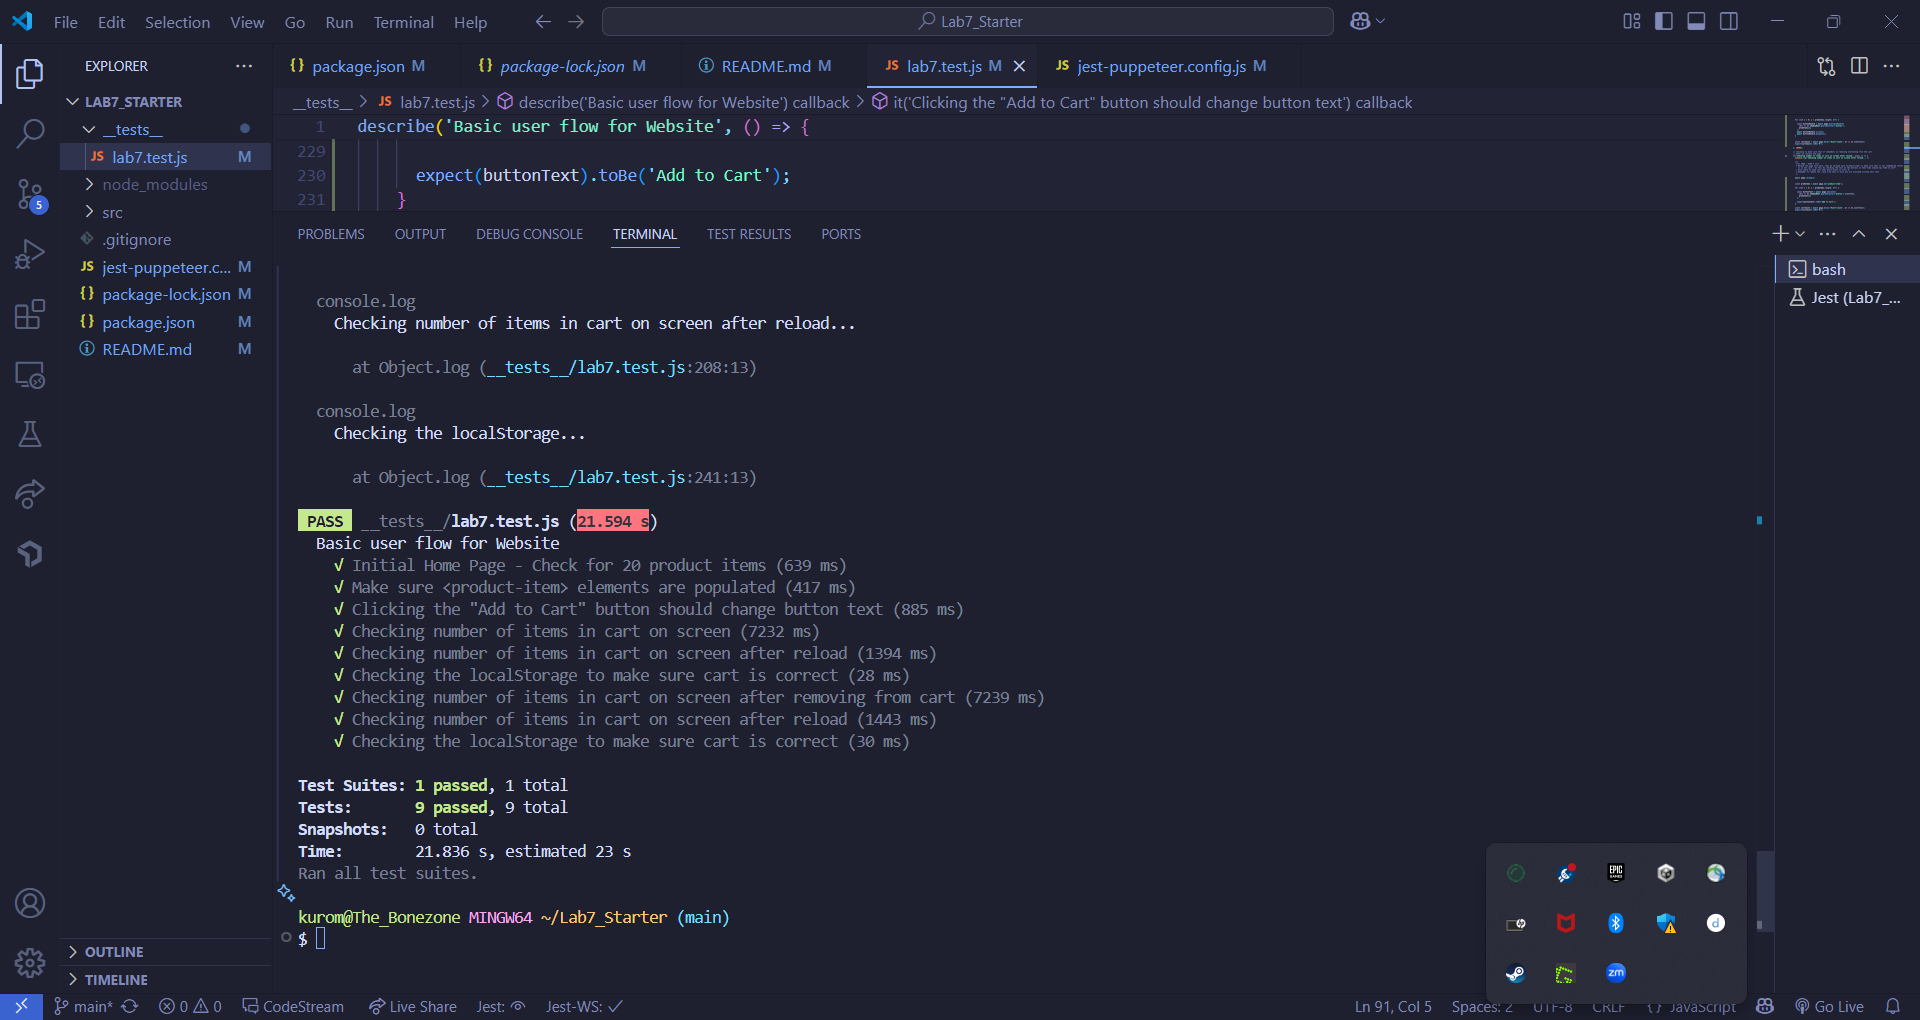 File Edit Selection View Go Run Terminal Help
Lab7_Starter
EXPLORER
LAB7_STARTER
__tests__
JS lab7.test.js M
node_modules
src
.gitignore
JS jest-puppeteer.c... M
{} package-lock.json M
{} package.json M
README.md M
OUTLINE
TIMELINE
5
{} package.json M
{} package-lock.json M
README.md M
JS lab7.test.js M
JS jest-puppeteer.config.js M
__tests__ > JS lab7.test.js > describe('Basic user flow for Website') callback > it('Clicking the "Add to Cart" button should change button text') callback
1 describe('Basic user flow for Website', () => {
229
230 expect(buttonText).toBe('Add to Cart');
231 }
PROBLEMS OUTPUT DEBUG CONSOLE TERMINAL TEST RESULTS PORTS
bash
Jest (Lab7_...
console.log
Checking number of items in cart on screen after reload...
at Object.log (__tests__/lab7.test.js:208:13)
console.log
Checking the localStorage...
at Object.log (__tests__/lab7.test.js:241:13)
PASS __tests__/lab7.test.js (21.594 s)
Basic user flow for Website
√ Initial Home Page - Check for 20 product items (639 ms)
√ Make sure <product-item> elements are populated (417 ms)
√ Clicking the "Add to Cart" button should change button text (885 ms)
√ Checking number of items in cart on screen (7232 ms)
√ Checking number of items in cart on screen after reload (1394 ms)
√ Checking the localStorage to make sure cart is correct (28 ms)
√ Checking number of items in cart on screen after removing from cart (7239 ms)
√ Checking number of items in cart on screen after reload (1443 ms)
√ Checking the localStorage to make sure cart is correct (30 ms)
Test Suites: 1 passed, 1 total
Tests: 9 passed, 9 total
Snapshots: 0 total
Time: 21.836 s, estimated 23 s
Ran all test suites.
kurom@The_Bonezone MINGW64 ~/Lab7_Starter (main)
$
EPIC GAMES
d
zm
main* 0 0 CodeStream Live Share Jest: Jest-WS: Ln 91, Col 5 Spaces: 2 UTF-8 CRLF {} JavaScript Go Live